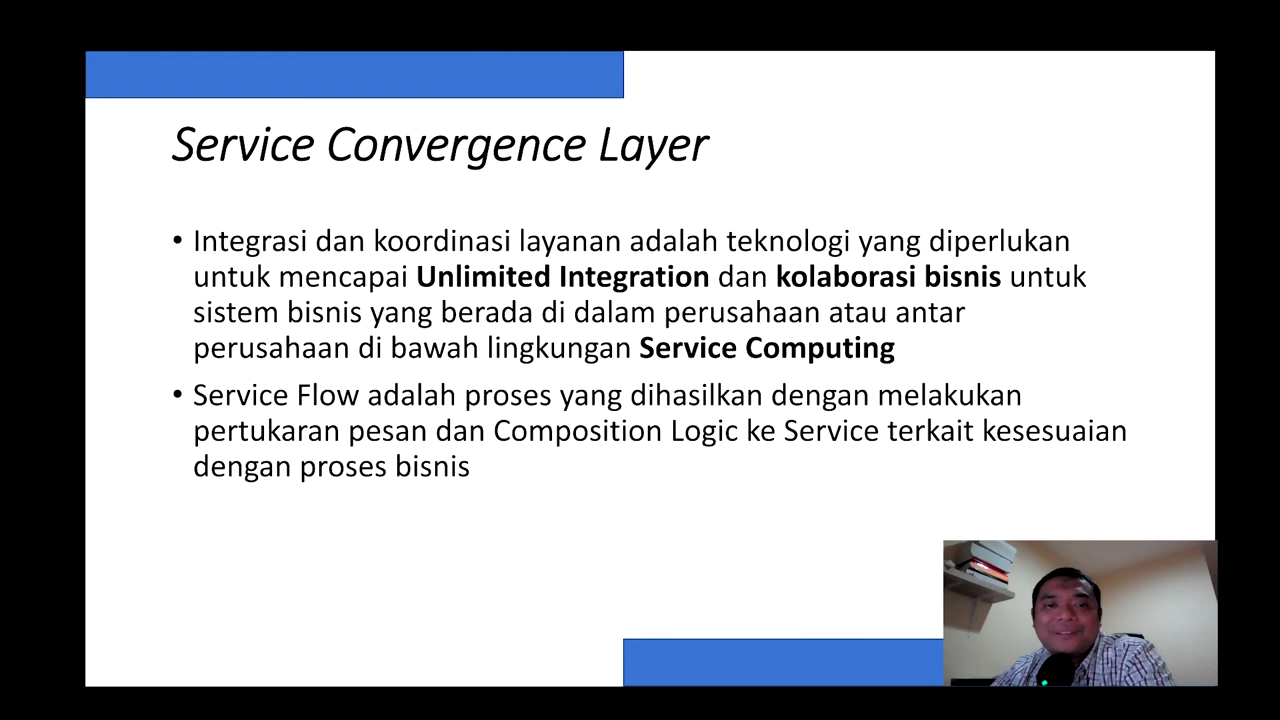 Service Convergence Layer
• Integrasi dan koordinasi layanan adalah teknologi yang diperlukan
untuk mencapai Unlimited Integration dan kolaborasi bisnis untuk
sistem bisnis yang berada di dalam perusahaan atau antar
perusahaan di bawah lingkungan Service Computing
• Service Flow adalah proses yang dihasilkan dengan melakukan
pertukaran pesan dan Composition Logic ke Service terkait kesesuaian
dengan proses bisnis